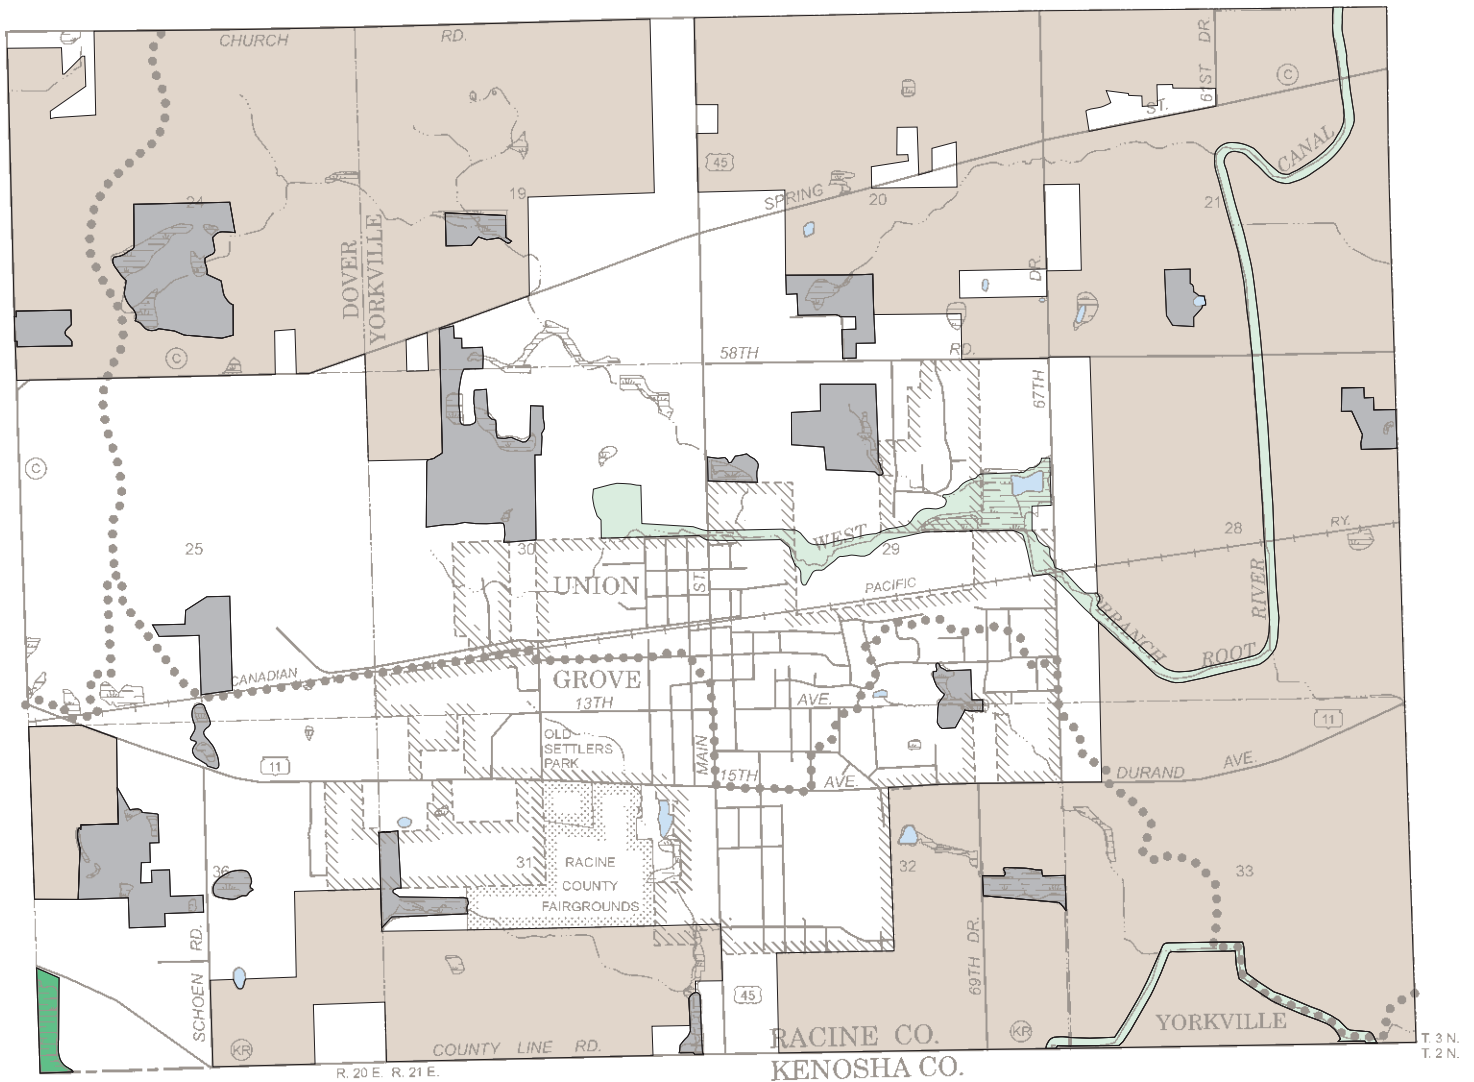 CHURCH RD.
61ST DR
C
ST.
CANAL
45
19
SPRING
20
24
21
DOVER
YORKVILLE
DR.
C
58TH RD.
67TH
C
WEST
28
RY.
25
30
29
UNION
ST.
PACIFIC
RIVER
BRANCH
ROOT
CANADIAN
GROVE
13TH AVE.
11
OLD
SETTLERS
PARK
MAIN
11
15TH AVE.
DURAND AVE.
31
RACINE
COUNTY
FAIRGROUNDS
32
33
36
SCHOEN RD.
69TH DR.
45
YORKVILLE
KR
KR
RACINE CO.
COUNTY LINE RD.
KENOSHA CO.
T. 3 N.
T. 2 N.
R. 20 E. R. 21 E.